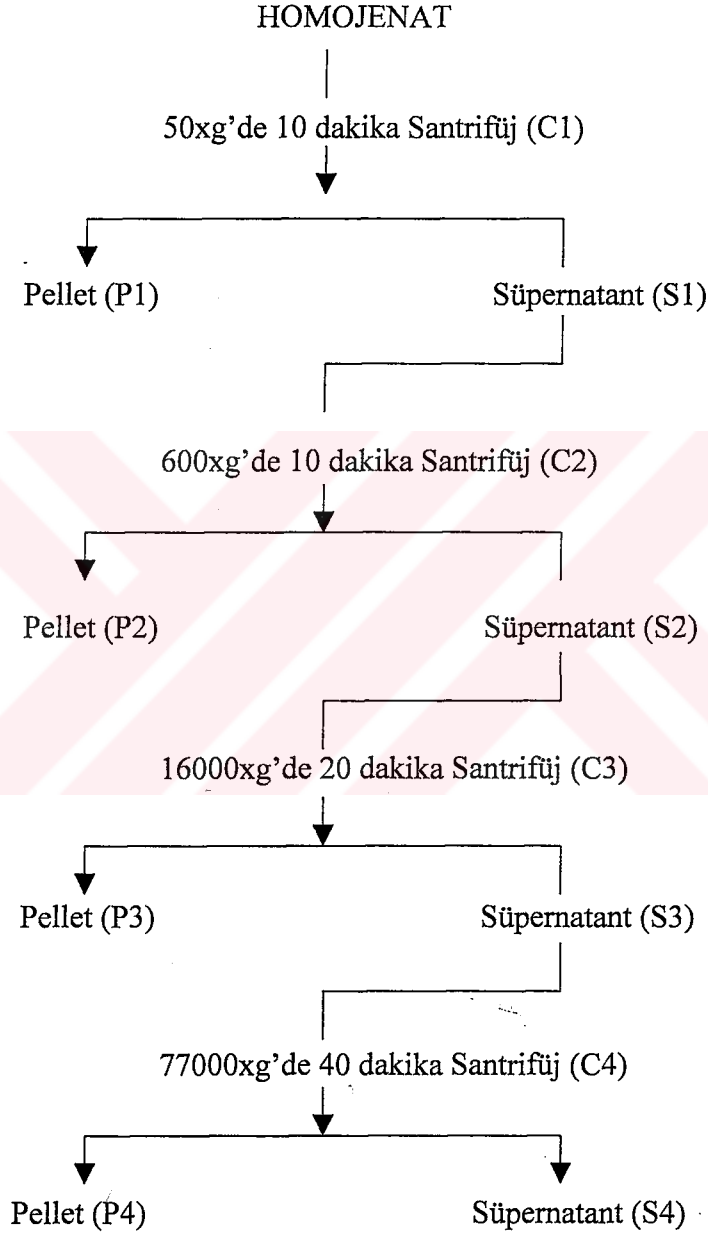 HOMOJENAT
50xg’de 10 dakika Santrifüj (C1)
Pellet (P1)
Süpernatant (S1)
600xg’de 10 dakika Santrifüj (C2)
Pellet (P2)
Süpernatant (S2)
16000xg’de 20 dakika Santrifüj (C3)
Pellet (P3)
Süpernatant (S3)
77000xg’de 40 dakika Santrifüj (C4)
Pellet (P4)
Süpernatant (S4)